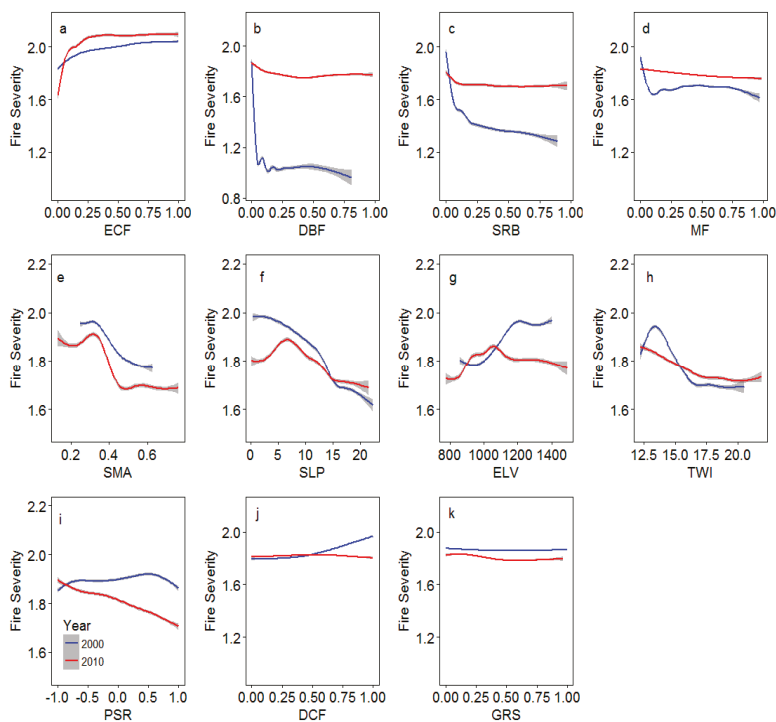 a
b
c
d
Fire Severity
Fire Severity
Fire Severity
Fire Severity
2.0
1.6
1.2
2.0
1.6
1.2
0.8
2.0
1.6
1.2
2.0
1.6
1.2
0.00 0.25 0.50 0.75 1.00
0.00 0.25 0.50 0.75 1.00
0.00 0.25 0.50 0.75 1.00
0.00 0.25 0.50 0.75 1.00
ECF
DBF
SRB
MF
e
f
g
h
Fire Severity
Fire Severity
Fire Severity
Fire Severity
2.2
2.0
1.8
1.6
2.2
2.0
1.8
1.6
2.2
2.0
1.8
1.6
2.2
2.0
1.8
1.6
0.2 0.4 0.6
0 5 10 15 20
800 1000 1200 1400
12.5 15.0 17.5 20.0
SMA
SLP
ELV
TWI
i
j
k
Fire Severity
Fire Severity
Fire Severity
2.2
2.0
1.8
1.6
2.0
1.6
1.2
2.0
1.6
1.2
Year
2000
2010
-1.0 -0.5 0.0 0.5 1.0
0.00 0.25 0.50 0.75 1.00
0.00 0.25 0.50 0.75 1.00
PSR
DCF
GRS